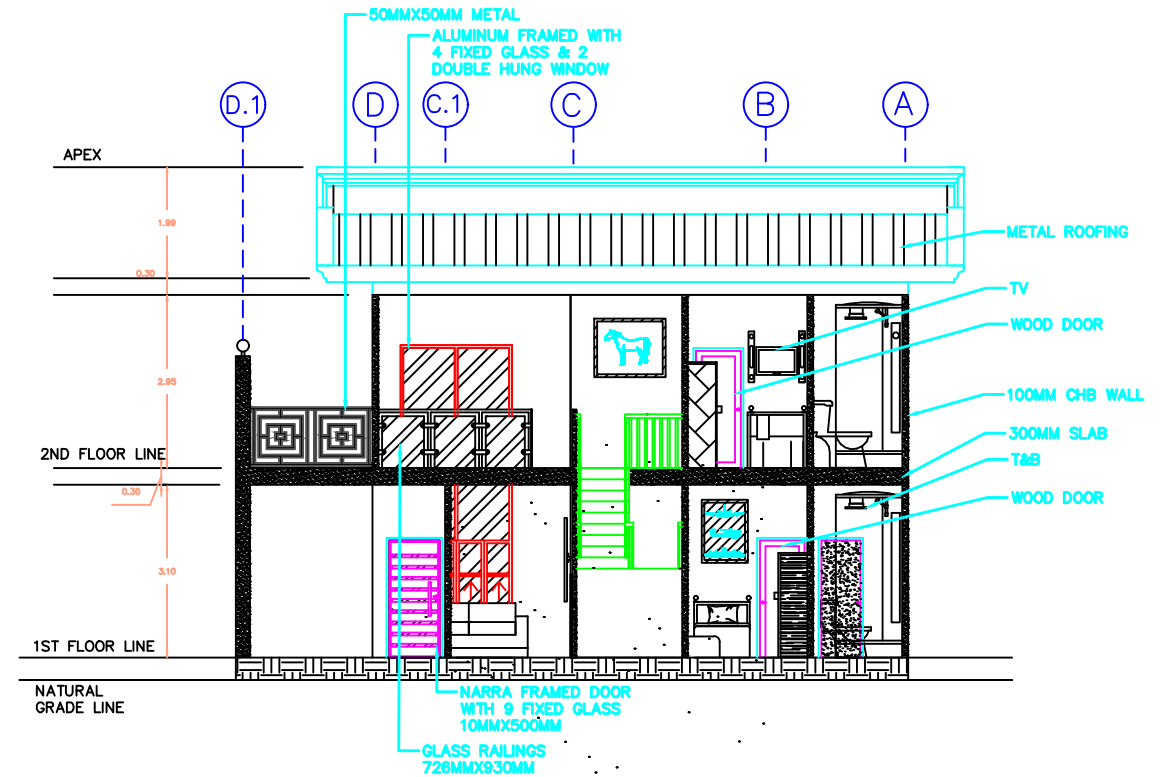 50MMX50MM METAL
ALUMINUM FRAMED WITH
4 FIXED GLASS & 2
DOUBLE HUNG WINDOW
D.1
D
C.1
C
B
A
APEX
1.99
METAL ROOFING
0.30
TV
WOOD DOOR
2.95
100MM CHB WALL
300MM SLAB
2ND FLOOR LINE
T&B
0.30
WOOD DOOR
3.10
1ST FLOOR LINE
NATURAL
GRADE LINE
NARRA FRAMED DOOR
WITH 9 FIXED GLASS
10MMX500MM
GLASS RAILINGS
726MMX930MM